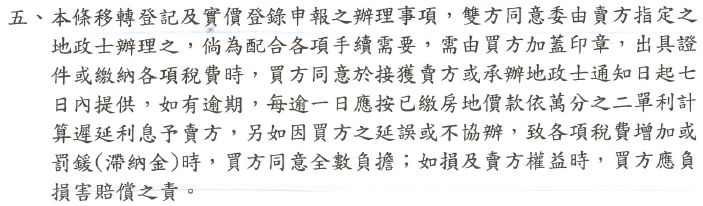 五、本條移轉登記及實價登錄申報之辦理事項，雙方同意委由賣方指定之
地政士辦理之，倘為配合各項手續需要，需由買方加蓋印章，出具證
件或繳納各項稅費時，買方同意於接獲賣方或承辦地政士通知日起七
日內提供，如有逾期，每逾一日應按已繳房地價款依萬分之二單利計
算遲延利息予賣方，另如因買方之延誤或不協辦，致各項稅費增加或
罰鍰(滯納金)時，買方同意全數負擔；如損及賣方權益時，買方應負
損害賠償之責。